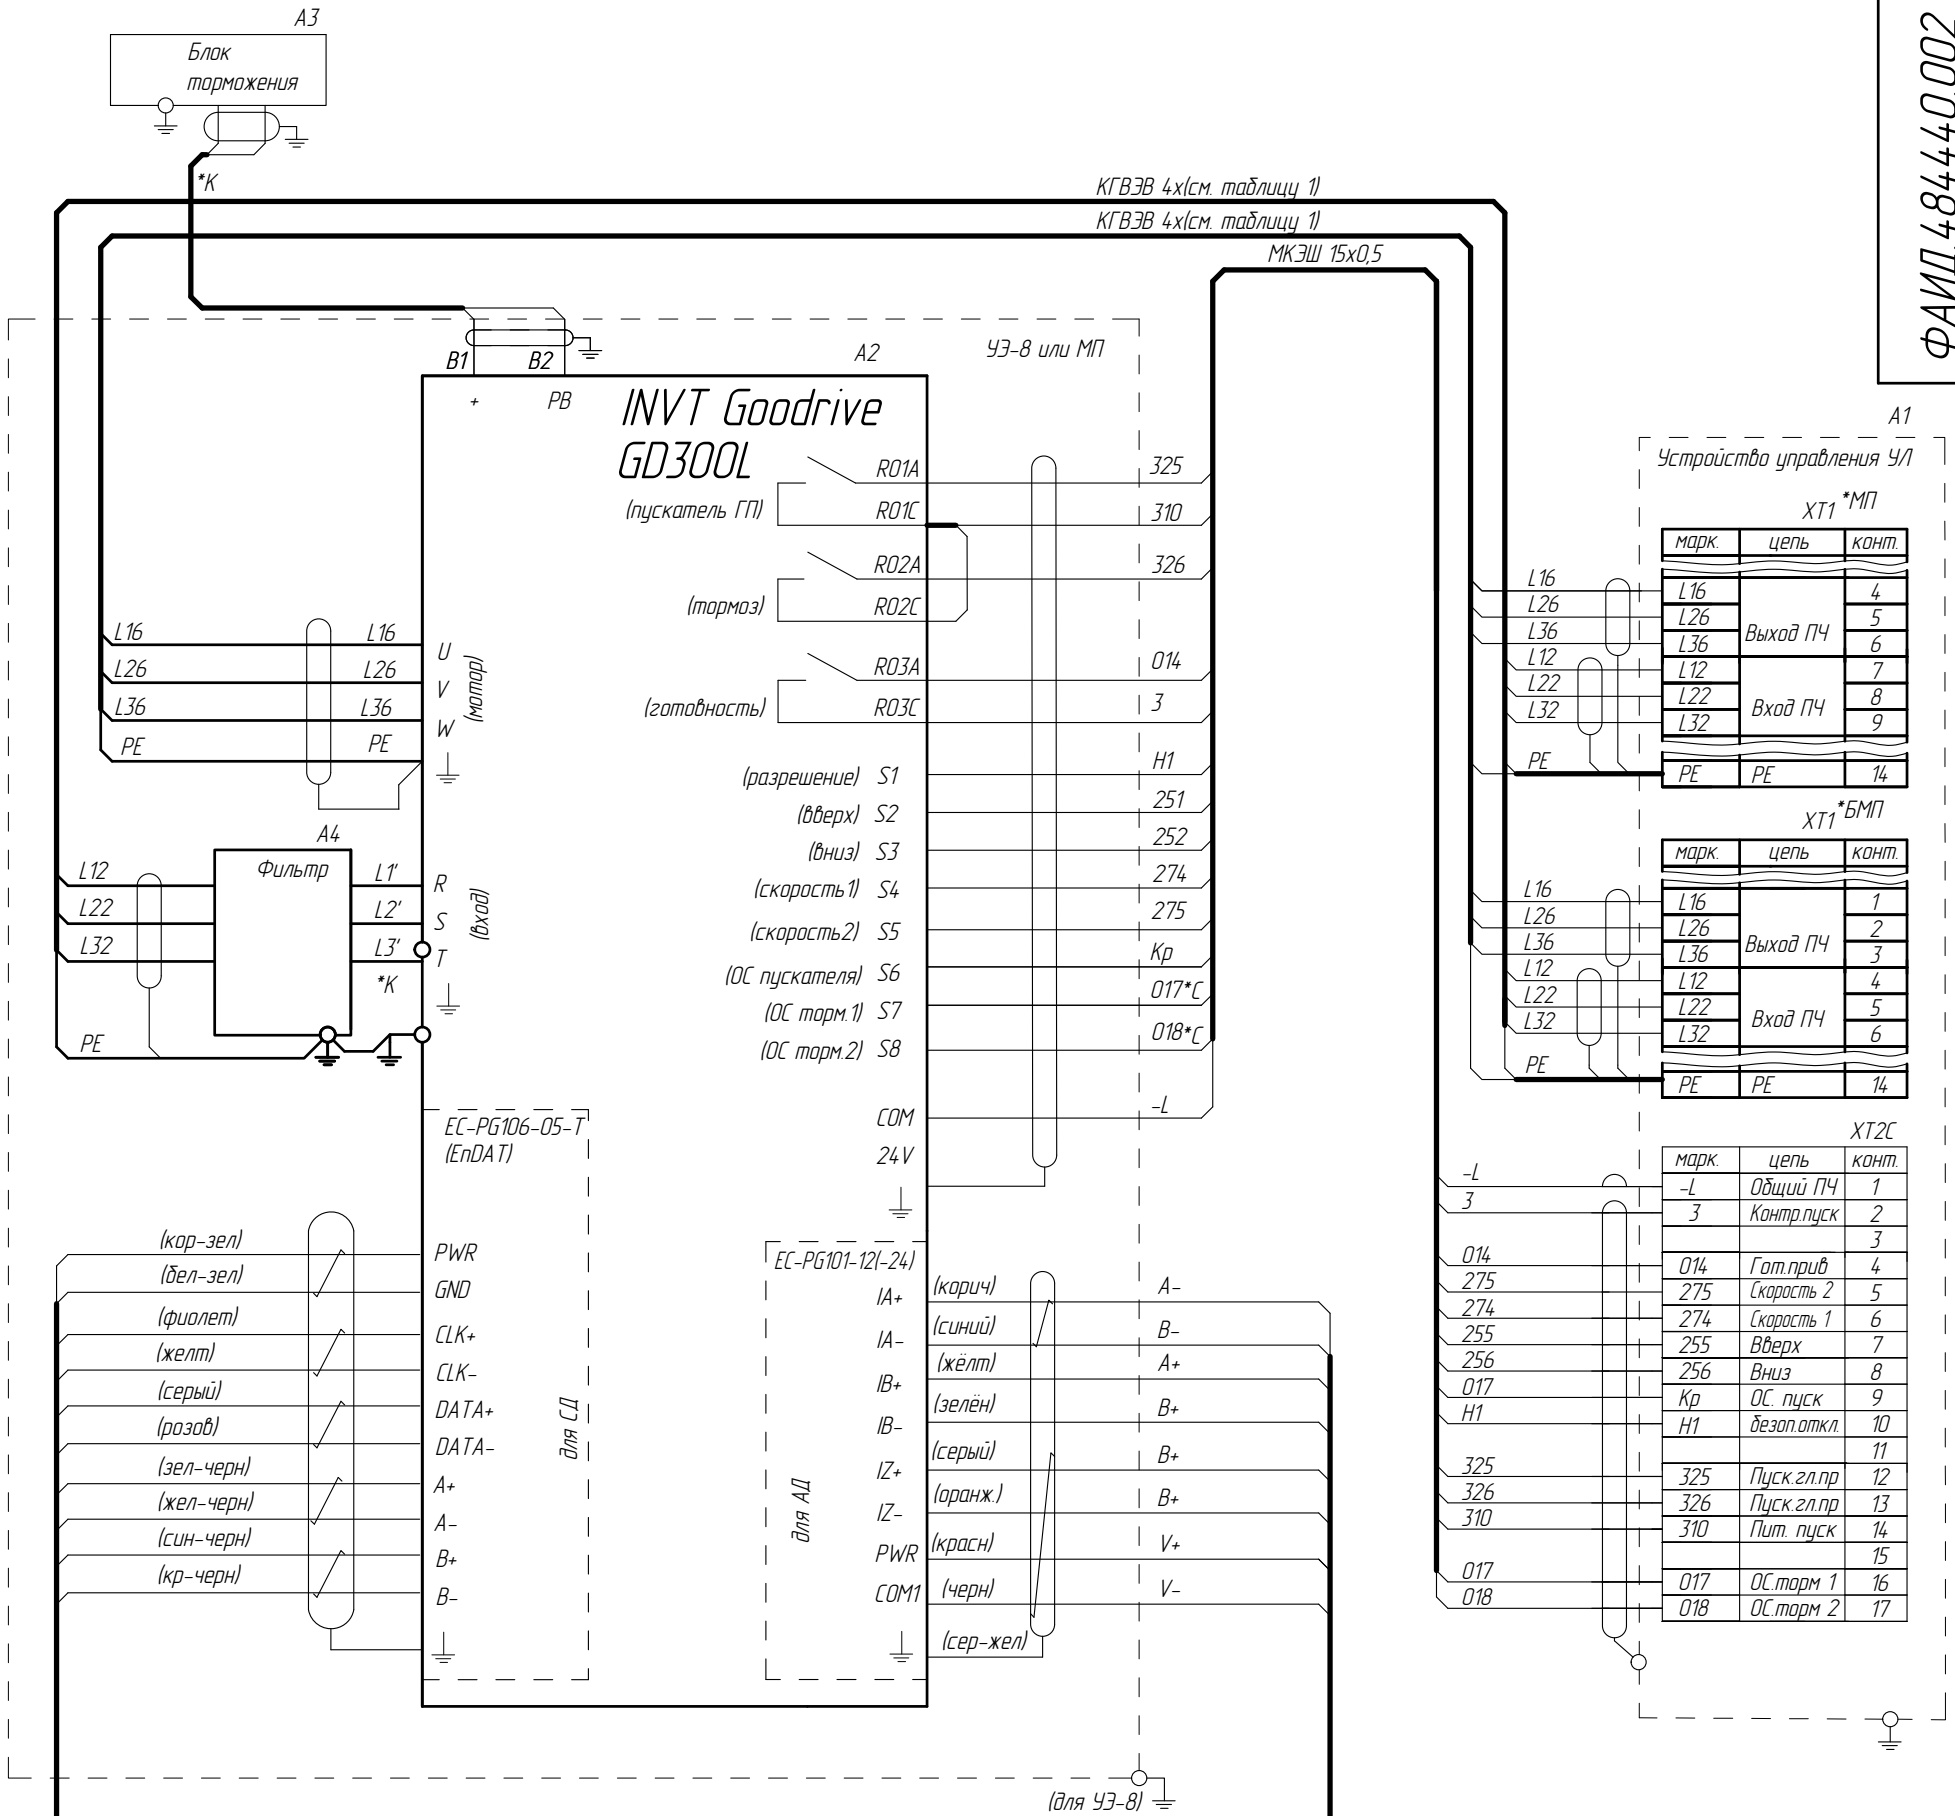 А3
Блок
торможения
*К
КГВЭВ 4х(см. таблицу 1)
КГВЭВ 4х(см. таблицу 1)
МКЭШ 15х0,5
ФАИД.484440.002
УЭ-8 или МП
А2
B1
B2
+
PB
INVT Goodrive
GD300L
(пускатель ГП)
R01A
325
R01C
310
(тормоз)
R02A
326
R02C
(готовность)
R03A
014
R03C
3
(разрешение) S1
H1
(вверх) S2
251
(вниз) S3
252
(скорость1) S4
274
(скорость2) S5
275
(ОС пускателя) S6
Кр
(ОС торм.1) S7
017*С
(ОС торм.2) S8
018*С
COM
-L
24V
L16
L16
U
L26
L26
V
L36
L36
W
PE
PE
(мотор)
А4
Фильтр
L12
L1'
R
L22
L2'
S
L32
L3'
T
(вход)
*К
PE
EC-PG106-05-T
(EnDAT)
(кор-зел)
PWR
(бел-зел)
GND
(фиолет)
CLK+
(желт)
CLK-
(серый)
DATA+
(розов)
DATA-
(зел-черн)
A+
(жел-черн)
A-
(син-черн)
B+
(кр-черн)
B-
для СД
EC-PG101-12(-24)
IA+
(корич)
A-
IA-
(синий)
B-
IB+
(жёлт)
A+
IB-
(зелён)
B+
IZ+
(серый)
B+
IZ-
(оранж.)
B+
PWR
(красн)
V+
COM1
(черн)
V-
(сер-жел)
для АД
(для УЭ-8)
А1
Устройство управления УЛ
XT1 *МП
марк. цепь конт.
L16 L16 4
L26 L26 5
L36 L36 6
Выход ПЧ
L12 L12 7
L22 L22 8
L32 L32 9
Вход ПЧ
PE PE PE 14
XT1 *БМП
марк. цепь конт.
L16 L16 1
L26 L26 2
L36 L36 3
Выход ПЧ
L12 L12 4
L22 L22 5
L32 L32 6
Вход ПЧ
PE PE PE 14
XT2C
марк. цепь конт.
-L -L Общий ПЧ 1
3 3 Контр.пуск 2
3
014 014 Гот.прив 4
275 275 Скорость 2 5
274 274 Скорость 1 6
255 255 Вверх 7
256 256 Вниз 8
017 Кр ОС. пуск 9
H1 H1 безоп.откл. 10
11
325 325 Пуск.гл.пр 12
326 326 Пуск.гл.пр 13
310 310 Пит. пуск 14
15
017 017 ОС.торм 1 16
018 018 ОС.торм 2 17